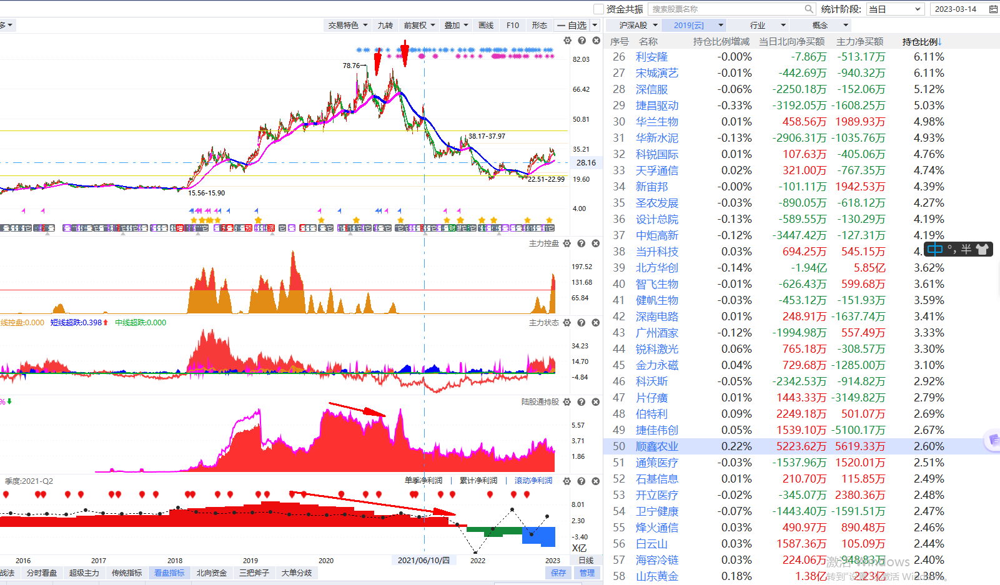 资金共振 搜索股票名称 统计阶段: 当日 2023-03-14
多 交易特色 九转 前复权 叠加 画线 F10 形态 自选 沪深A股 2019[云] 行业 概念
序号 名称 持仓比例增减 当日北向净买额 主力净买额 持仓比例↓
26 利安隆 -0.00% -7.86万 -513.17万 6.11%
27 宋城演艺 -0.01% -442.69万 -940.32万 6.11%
28 深信服 -0.06% -2250.18万 -152.06万 5.12%
29 捷昌驱动 -0.33% -3192.05万 -1608.25万 5.03%
30 华兰生物 0.01% 458.56万 1989.93万 4.98%
31 华新水泥 -0.13% -2906.31万 -1035.76万 4.93%
32 科锐国际 0.01% 107.63万 -405.06万 4.76%
33 天孚通信 0.02% 321.00万 -767.35万 4.74%
34 新宙邦 -0.00% -101.11万 1942.53万 4.39%
35 圣农发展 -0.03% -890.05万 -618.12万 4.27%
36 设计总院 -0.13% -589.55万 -130.29万 4.19%
37 中炬高新 -0.12% -3447.42万 -127.31万 4.19%
38 当升科技 0.03% 694.25万 545.15万 4.
中 °, 半
39 北方华创 -0.14% -1.94亿 5.85亿 3.62%
40 智飞生物 -0.01% -626.43万 599.68万 3.61%
41 健帆生物 -0.03% -453.12万 -151.93万 3.59%
42 深南电路 0.01% 248.91万 -1637.74万 3.41%
43 广州酒家 -0.12% -1994.98万 557.49万 3.33%
44 锐科激光 0.06% 765.18万 -308.57万 3.30%
45 金力永磁 0.04% 729.68万 -1285.00万 3.10%
46 科沃斯 -0.05% -2342.53万 -914.82万 2.92%
47 片仔癀 0.01% 1443.33万 -3149.82万 2.79%
48 伯特利 0.09% 2249.18万 501.07万 2.69%
49 捷佳伟创 0.05% 1539.10万 -5100.17万 2.67%
50 顺鑫农业 0.22% 5223.62万 5619.33万 2.60%
51 通策医疗 -0.03% -1537.96万 1520.01万 2.51%
52 石基信息 0.01% 210.70万 115.85万 2.49%
53 开立医疗 -0.02% -345.07万 2380.36万 2.48%
54 卫宁健康 -0.07% -1443.40万 -1591.51万 2.47%
55 烽火通信 0.03% 490.97万 890.48万 2.46%
56 白云山 0.03% 1587.36万 105.09万 2.44%
57 海容冷链 0.03% 224.06万 -948.83万 2.40%
58 山东黄金 0.18% 1.38亿 2.23亿 2.38%
激活 Windows
转到"设置"以激活 Windows。
82.03
78.76
66.42
50.81
38.17-37.97
35.21
28.16
22.51-22.99
19.60
15.56-15.90
4.00
主力控盘
197.52
131.68
65.84
线控盘:0.000 短线超跌:0.398 中线超跌:0.000 主力状态
34.23
14.70
-4.84
% 陆股通持股
5.57
3.71
1.86
季度:2021-Q2 单季净利润 | 累计净利润 | 滚动净利润
8.01
2.30
-3.40
X亿
2016 2017 2018 2019 2020 2021/06/10/四 2022 2023 日线
战法 分时看盘 超级主力 传统指标 看盘指标 北向资金 三把斧子 大单分歧 保存 管理